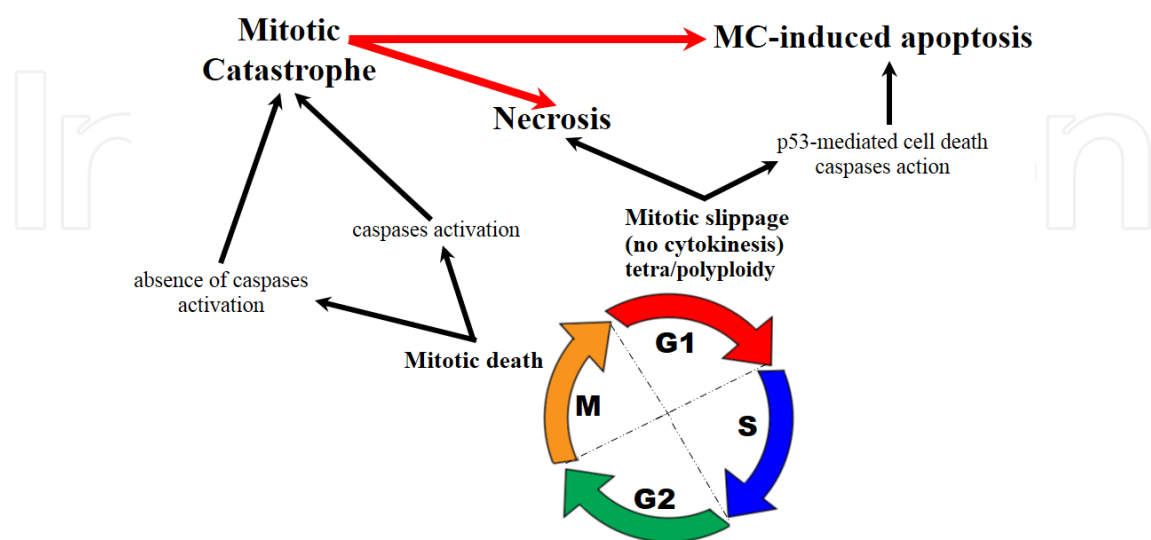 Mitotic
Catastrophe
MC-induced apoptosis
Necrosis
p53-mediated cell death
caspases action
Mitotic slippage
(no cytokinesis)
tetra/polyploidy
caspases activation
absence of caspases
activation
Mitotic death
G1
M
S
G2